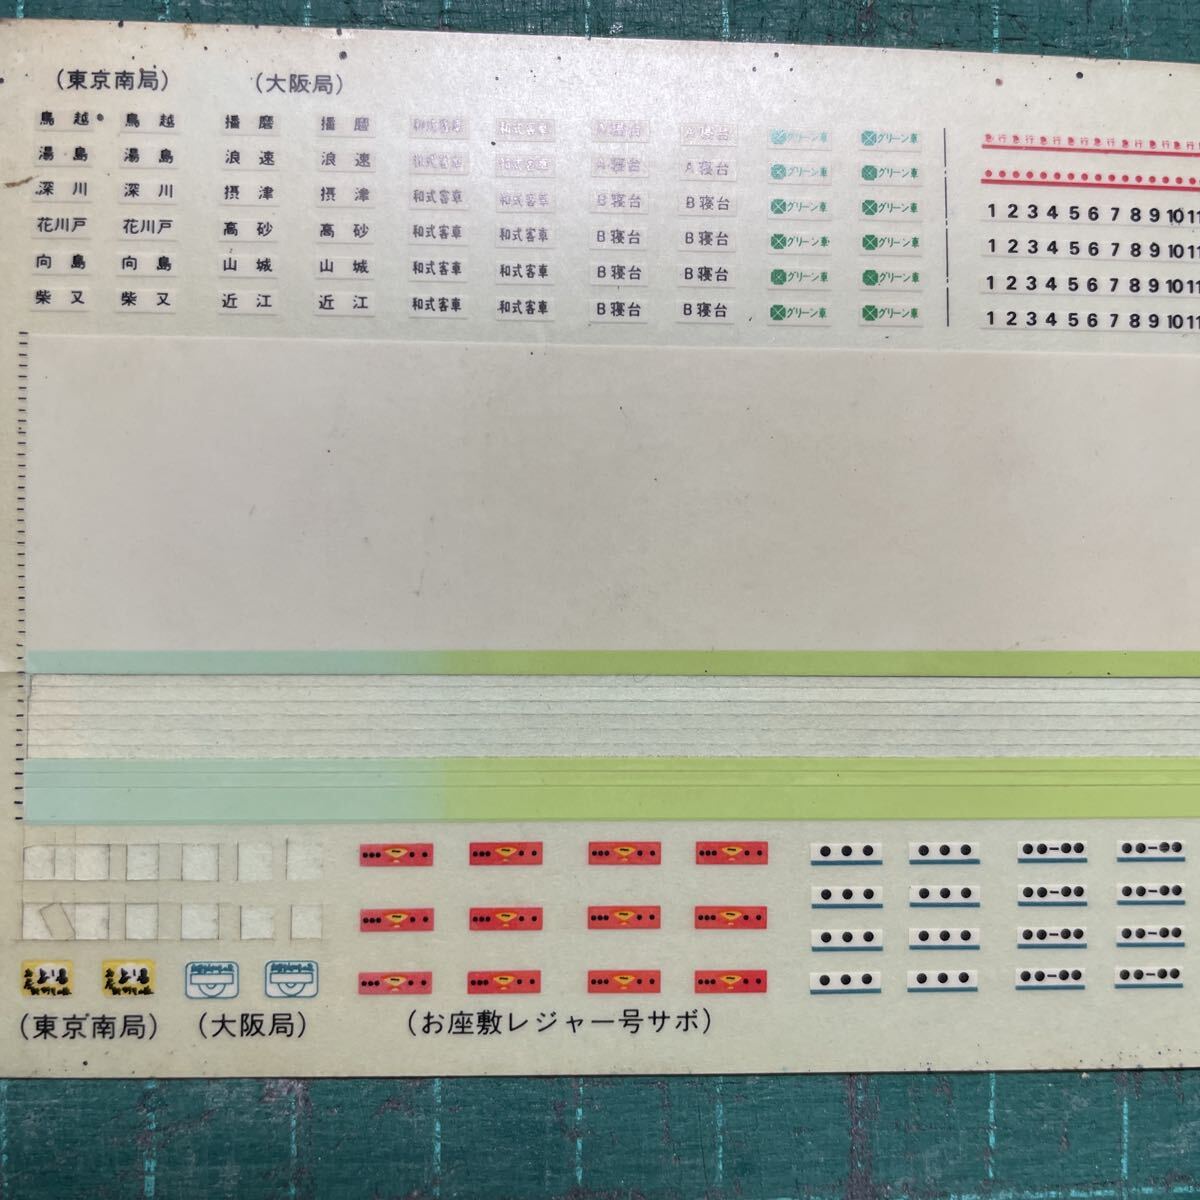 (東京南局) (大阪局)
鳥越 鳥越 播磨 播磨 和式客車 和式客車 A寝台 A寝台 グリーン車 グリーン車 急行急行急行急行急行急行急行急行
湯島 湯島 浪速 浪速 和式客車 和式客車 A寝台 A寝台 グリーン車 グリーン車
深川 深川 摂津 摂津 和式客車 和式客車 B寝台 B寝台 グリーン車 グリーン車 1 2 3 4 5 6 7 8 9 10 11
花川戸 花川戸 高砂 高砂 和式客車 和式客車 B寝台 B寝台 グリーン車 グリーン車 1 2 3 4 5 6 7 8 9 10 11
向島 向島 山城 山城 和式客車 和式客車 B寝台 B寝台 グリーン車 グリーン車 1 2 3 4 5 6 7 8 9 10 11
柴又 柴又 近江 近江 和式客車 和式客車 B寝台 B寝台 グリーン車 グリーン車 1 2 3 4 5 6 7 8 9 10 11
(東京南局) (大阪局) (お座敷レジャー号サボ)